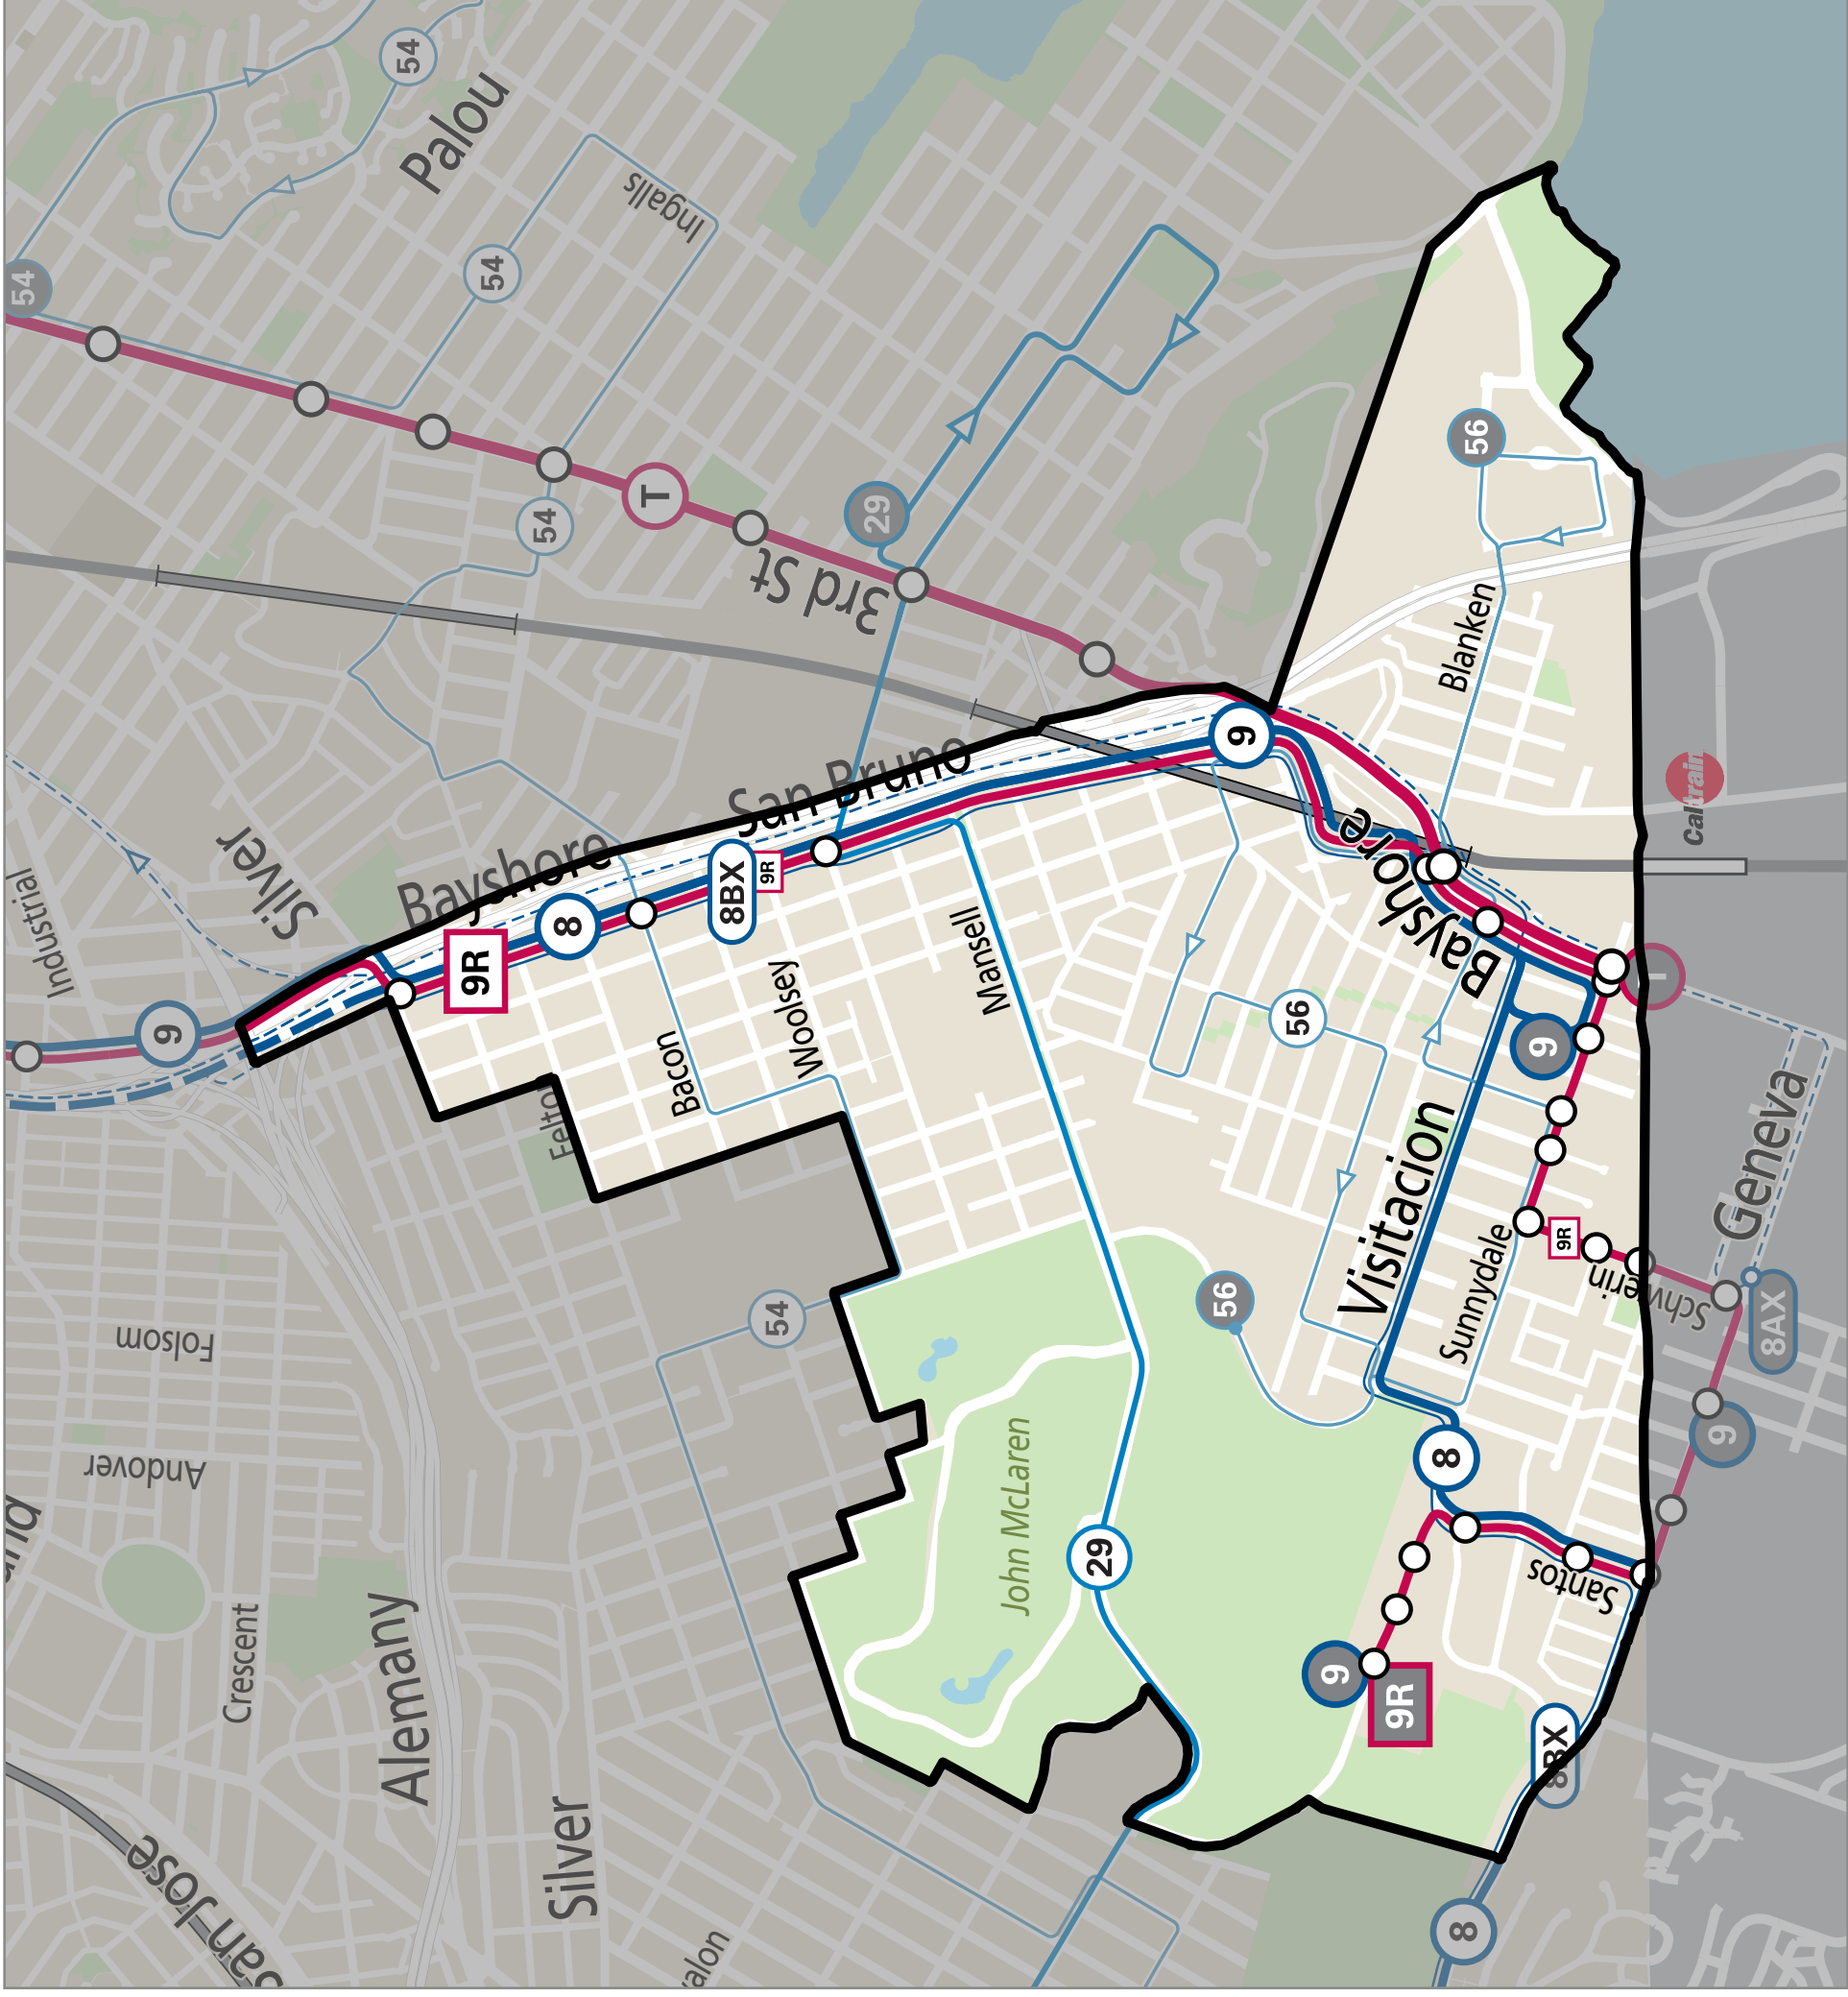 54
Palou
Ingalls
54
54
54
T
29
3rd St
56
Blanken
9
San Bruno
Bayshore
Silver
Industrial
9
9R
8
8BX
9R
Bayshore
Bayshore
caltrain
T
Mansell
Woolsey
Bacon
56
9
Visitacion
Sunnydale
9R
Geneva
8AX
9
56
54
Folsom
Andover
Crescent
Alemany
Silver
San Jose
John McLaren
29
8
Santos
9
9R
8BX
8